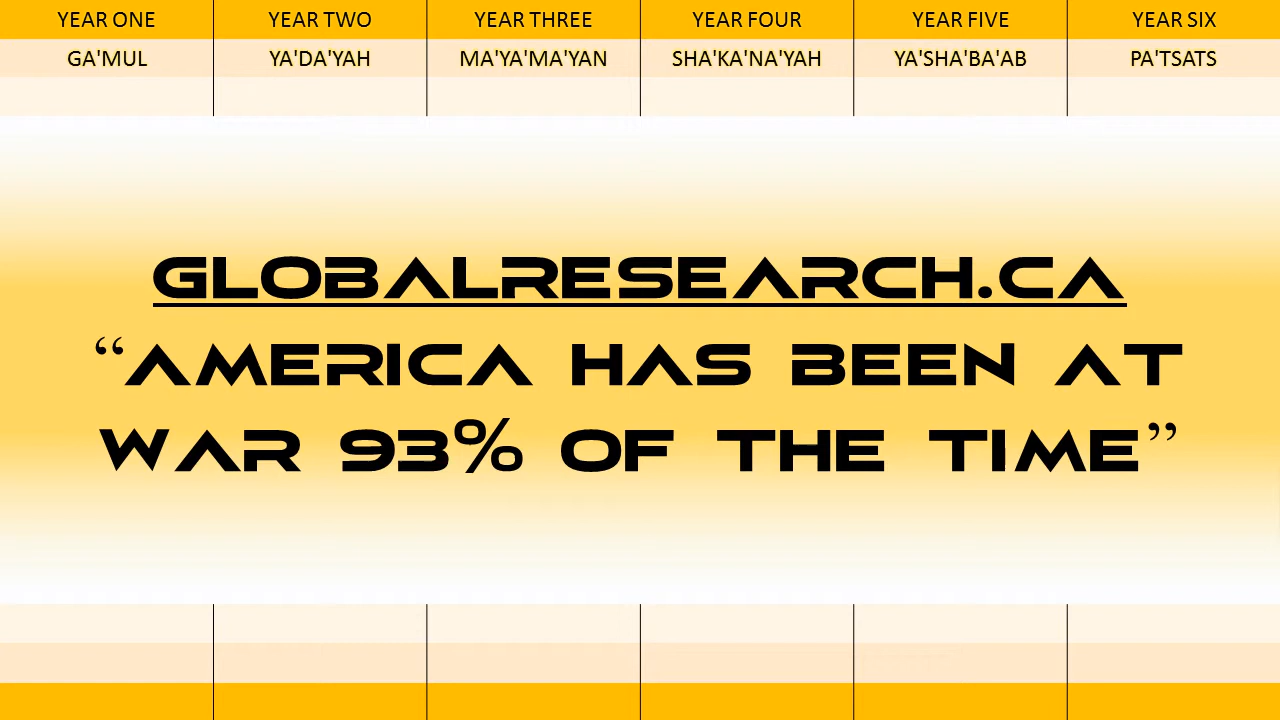 YEAR ONE YEAR TWO YEAR THREE YEAR FOUR YEAR FIVE YEAR SIX
GA'MUL YA'DA'YAH MA'YA'MA'YAN SHA'KA'NA'YAH YA'SHA'BA'AB PA'TSATS
GLOBALRESEARCH.CA
“AMERICA HAS BEEN AT
WAR 93% OF THE TIME”